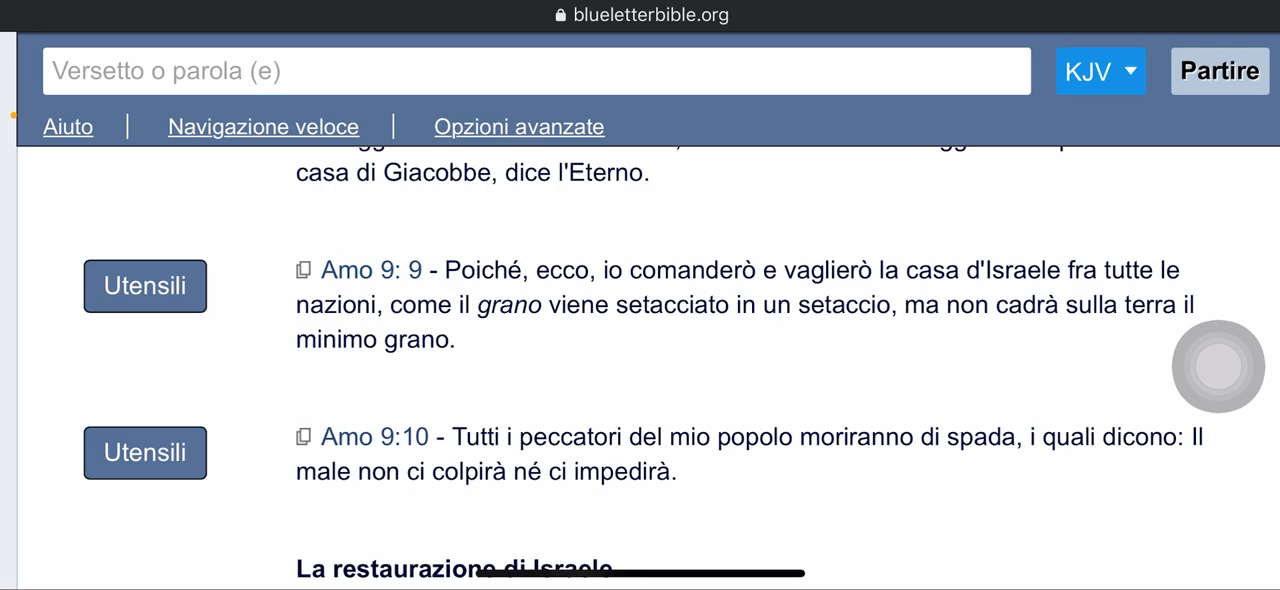 blueletterbible.org
Versetto o parola (e)
KJV
Partire
Aiuto | Navigazione veloce | Opzioni avanzate
casa di Giacobbe, dice l'Eterno.
Utensili
Amo 9: 9 - Poiché, ecco, io comanderò e vaglierò la casa d'Israele fra tutte le
nazioni, come il grano viene setacciato in un setaccio, ma non cadrà sulla terra il
minimo grano.
Utensili
Amo 9:10 - Tutti i peccatori del mio popolo moriranno di spada, i quali dicono: Il
male non ci colpirà né ci impedirà.
La restaurazione di Israele